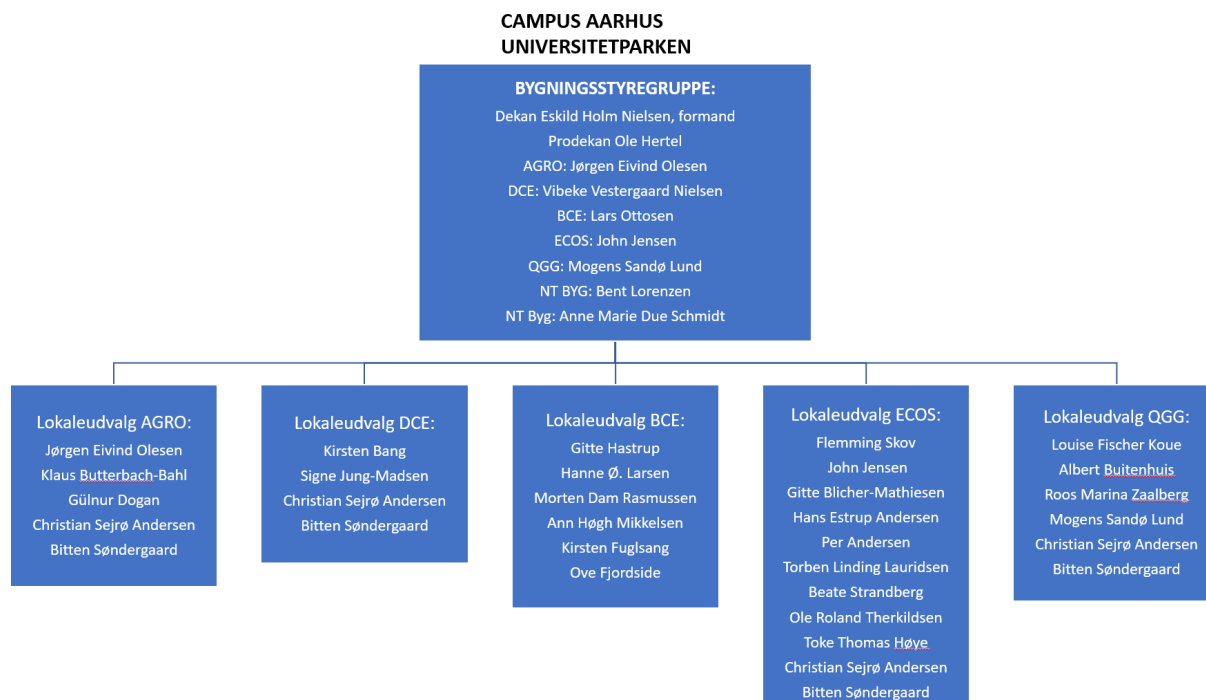 CAMPUS AARHUS
UNIVERSITETPARKEN
BYGNINGSSTYREGRUPPE:
Dekan Eskild Holm Nielsen, formand
Prodekan Ole Hertel
AGRO: Jørgen Eivind Olesen
DCE: Vibeke Vestergaard Nielsen
BCE: Lars Ottosen
ECOS: John Jensen
QGG: Mogens Sandø Lund
NT BYG: Bent Lorenzen
NT Byg: Anne Marie Due Schmidt
Lokaleudvalg AGRO:
Jørgen Eivind Olesen
Klaus Butterbach-Bahl
Gülnur Dogan
Christian Sejrø Andersen
Bitten Søndergaard
Lokaleudvalg DCE:
Kirsten Bang
Signe Jung-Madsen
Christian Sejrø Andersen
Bitten Søndergaard
Lokaleudvalg BCE:
Gitte Hastrup
Hanne Ø. Larsen
Morten Dam Rasmussen
Ann Høgh Mikkelsen
Kirsten Fuglsang
Ove Fjordside
Lokaleudvalg ECOS:
Flemming Skov
John Jensen
Gitte Blicher-Mathiesen
Hans Estrup Andersen
Per Andersen
Torben Linding Lauridsen
Beate Strandberg
Ole Roland Therkildsen
Toke Thomas Høye
Christian Sejrø Andersen
Bitten Søndergaard
Lokaleudvalg QGG:
Louise Fischer Koue
Albert Buitenhuis
Roos Marina Zaalberg
Mogens Sandø Lund
Christian Sejrø Andersen
Bitten Søndergaard